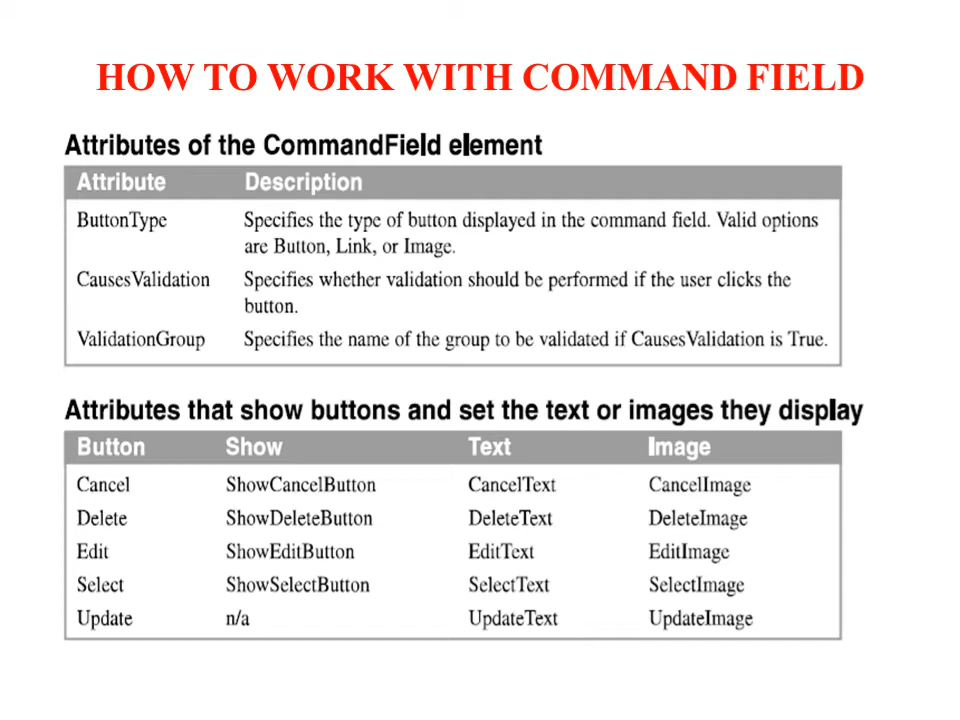 HOW TO WORK WITH COMMAND FIELD
Attributes of the CommandField element
Attribute Description
ButtonType Specifies the type of button displayed in the command field. Valid options
are Button, Link, or Image.
CausesValidation Specifies whether validation should be performed if the user clicks the
button.
ValidationGroup Specifies the name of the group to be validated if CausesValidation is True.
Attributes that show buttons and set the text or images they display
Button Show Text Image
Cancel ShowCancelButton CancelText CancelImage
Delete ShowDeleteButton DeleteText DeleteImage
Edit ShowEditButton EditText EditImage
Select ShowSelectButton SelectText SelectImage
Update n/a UpdateText UpdateImage